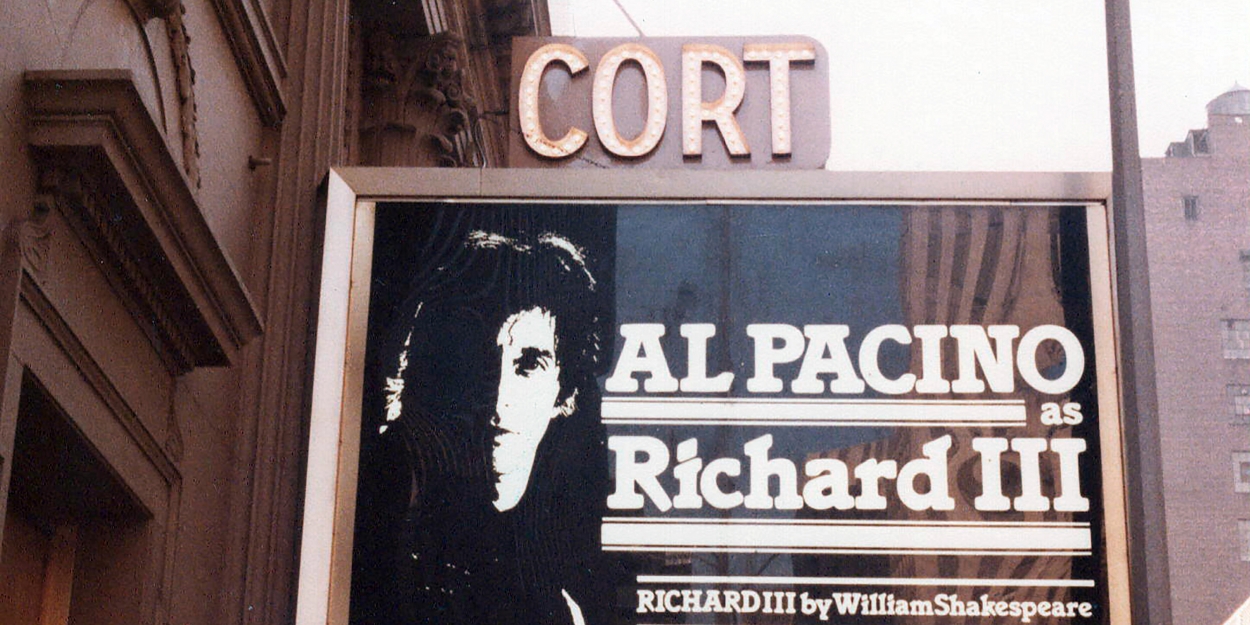 CORT
AL PACINO
as
Richard III
RICHARD III by William Shakespeare